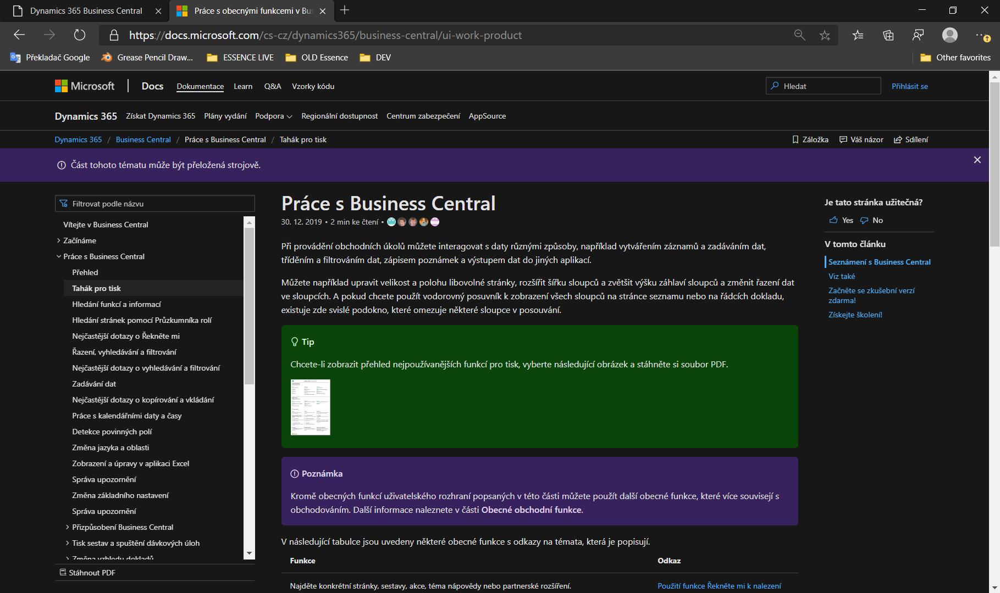 Dynamics 365 Business Central
Práce s obecnými funkcemi v Bus
https://docs.microsoft.com/cs-cz/dynamics365/business-central/ui-work-product
Překladač Google
Grease Pencil Draw...
ESSENCE LIVE
OLD Essence
DEV
Other favorites
Microsoft
Docs
Dokumentace
Learn
Q&A
Vzorky kódu
Hledat
Přihlásit se
Dynamics 365
Získat Dynamics 365
Plány vydání
Podpora
Regionální dostupnost
Centrum zabezpečení
AppSource
Dynamics 365 / Business Central / Práce s Business Central / Tahák pro tisk
Záložka
Váš názor
Sdílení
Část tohoto tématu může být přeložená strojově.
Filtrovat podle názvu
Vítejte v Business Central
Začínáme
Práce s Business Central
Přehled
Tahák pro tisk
Hledání funkcí a informací
Hledání stránek pomocí Průzkumníka rolí
Nejčastější dotazy o Řekněte mi
Řazení, vyhledávání a filtrování
Nejčastější dotazy o vyhledávání a filtrování
Zadávání dat
Nejčastější dotazy o kopírování a vkládání
Práce s kalendářními daty a časy
Detekce povinných polí
Změna jazyka a oblasti
Zobrazení a úpravy v aplikaci Excel
Správa upozornění
Změna základního nastavení
Správa upozornění
Přizpůsobení Business Central
Tisk sestav a spuštění dávkových úloh
Změna vzhledu dokladů
Stáhnout PDF
Práce s Business Central
30. 12. 2019 • 2 min ke čtení •
Při provádění obchodních úkolů můžete interagovat s daty různými způsoby, například vytvářením záznamů a zadáváním dat,
tříděním a filtrováním dat, zápisem poznámek a výstupem dat do jiných aplikací.
Můžete například upravit velikost a polohu libovolné stránky, rozšířit šířku sloupců a zvětšit výšku záhlaví sloupců a změnit řazení dat
ve sloupcích. A pokud chcete použít vodorovný posuvník k zobrazení všech sloupců na stránce seznamu nebo na řádcích dokladu,
existuje zde svislé podokno, které omezuje některé sloupce v posouvání.
Tip
Chcete-li zobrazit přehled nejpoužívanějších funkcí pro tisk, vyberte následující obrázek a stáhněte si soubor PDF.
Poznámka
Kromě obecných funkcí uživatelského rozhraní popsaných v této části můžete použít další obecné funkce, které více souvisejí s
obchodováním. Další informace naleznete v části Obecné obchodní funkce.
V následující tabulce jsou uvedeny některé obecné funkce s odkazy na témata, která je popisují.
Funkce
Odkaz
Najděte konkrétní stránky, sestavy, akce, téma nápovědy nebo partnerské rozšíření.
Použití funkce Řekněte mi k nalezení
Je tato stránka užitečná?
Yes
No
V tomto článku
Seznámení s Business Central
Viz také
Začněte se zkušební verzí
zdarma!
Získejte školení!